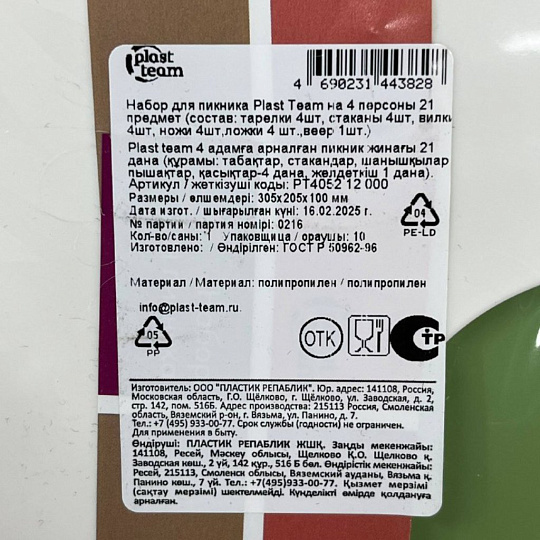 plast
team
4 690231 443828
Набор для пикника Plast Team на 4 персоны 21
предмет (состав: тарелки 4шт, стаканы 4шт, вилки
4шт, ножи 4шт,ложки 4 шт.,веер 1шт.)
Plast team 4 адамға арналған пикник жинағы 21
дана (құрамы: табақтар, стакандар, шанышқылар
пышақтар, қасықтар-4 дана, желдеткіш 1 дана).
Артикул / жеткізуші коды: PT4052 12 000
Размеры / өлшемдері: 305х205х100 мм
Дата изгот. / шығарылған күні: 16.02.2025 г.
№ партии / партия номірі: 0216
Кол-во/саны: 1 Упаковщица / ораушы: 10
Изготовлено: / Өндірілген: ГОСТ Р 50962-96
04
PE-LD
Материал / Материал: полипропилен / полипропилен
info@plast-team.ru.
05
PP
ОТК
СТР
Изготовитель: ООО "ПЛАСТИК РЕПАБЛИК". Юр. адрес: 141108, Россия,
Московская область, Г.О. Щёлково, г. Щёлково, ул. Заводская, д. 2,
стр. 142, пом. 516Б. Адрес производства: 215113 Россия, Смоленская
область, Вяземский р-он, г. Вязьма, ул. Панино, д. 7.
Тел.: +7 (495) 933-00-77. Срок службы (годности) не ограничен.
Для применения в быту.
Өндіруші: ПЛАСТИК РЕПАБЛИК ЖШҚ. Заңды мекенжайы:
141108, Ресей, Мәскеу облысы, Щелково Қ.О. Щелково қ.
Заводская көш., 2 үй, 142 құр., 516 Б бөл. Өндірістік мекенжайы:
Ресей, 215113, Смоленск облысы, Вяземский ауданы, Вязьма қ.
Панино көш., 7 үй. Тел.: +7(495)933-00-77. Қызмет мерзімі
(сақтау мерзімі) шектелмейді. Күнделікті өмірде қолдануға
арналған.